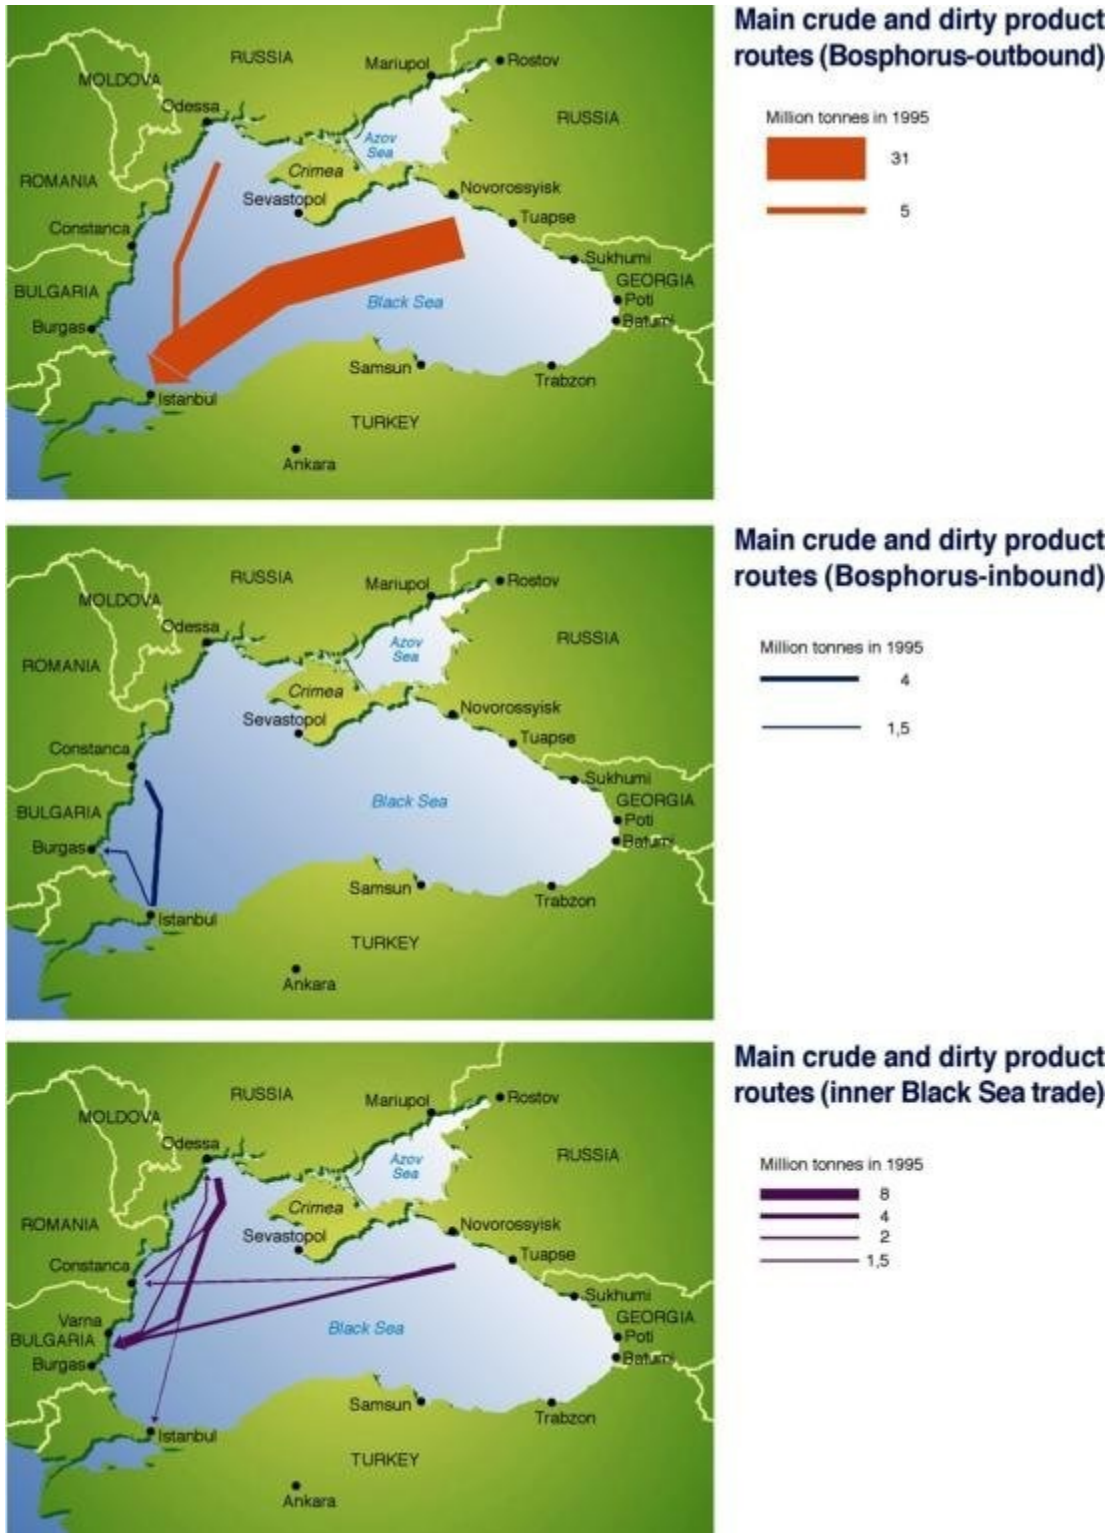 Main crude and dirty product
routes (Bosphorus-outbound)
Million tonnes in 1995
31
5
RUSSIA
Mariupol
Rostov
MOLDOVA
Odessa
RUSSIA
Azov
Sea
ROMANIA
Crimea
Novorossyisk
Sevastopol
Tuapse
Constanca
Sukhumi
GEORGIA
BULGARIA
Black Sea
Poti
Burgas
Batumi
Samsun
Trabzon
Istanbul
TURKEY
Ankara
Main crude and dirty product
routes (Bosphorus-inbound)
Million tonnes in 1995
4
1,5
RUSSIA
Mariupol
Rostov
MOLDOVA
Odessa
RUSSIA
Azov
Sea
ROMANIA
Crimea
Novorossyisk
Sevastopol
Tuapse
Constanca
Sukhumi
GEORGIA
BULGARIA
Black Sea
Poti
Burgas
Batumi
Samsun
Trabzon
Istanbul
TURKEY
Ankara
Main crude and dirty product
routes (inner Black Sea trade)
Million tonnes in 1995
8
4
2
1,5
RUSSIA
Mariupol
Rostov
MOLDOVA
Odessa
RUSSIA
Azov
Sea
ROMANIA
Crimea
Novorossyisk
Sevastopol
Tuapse
Constanca
Sukhumi
GEORGIA
Varna
Black Sea
BULGARIA
Poti
Burgas
Batumi
Samsun
Trabzon
Istanbul
TURKEY
Ankara